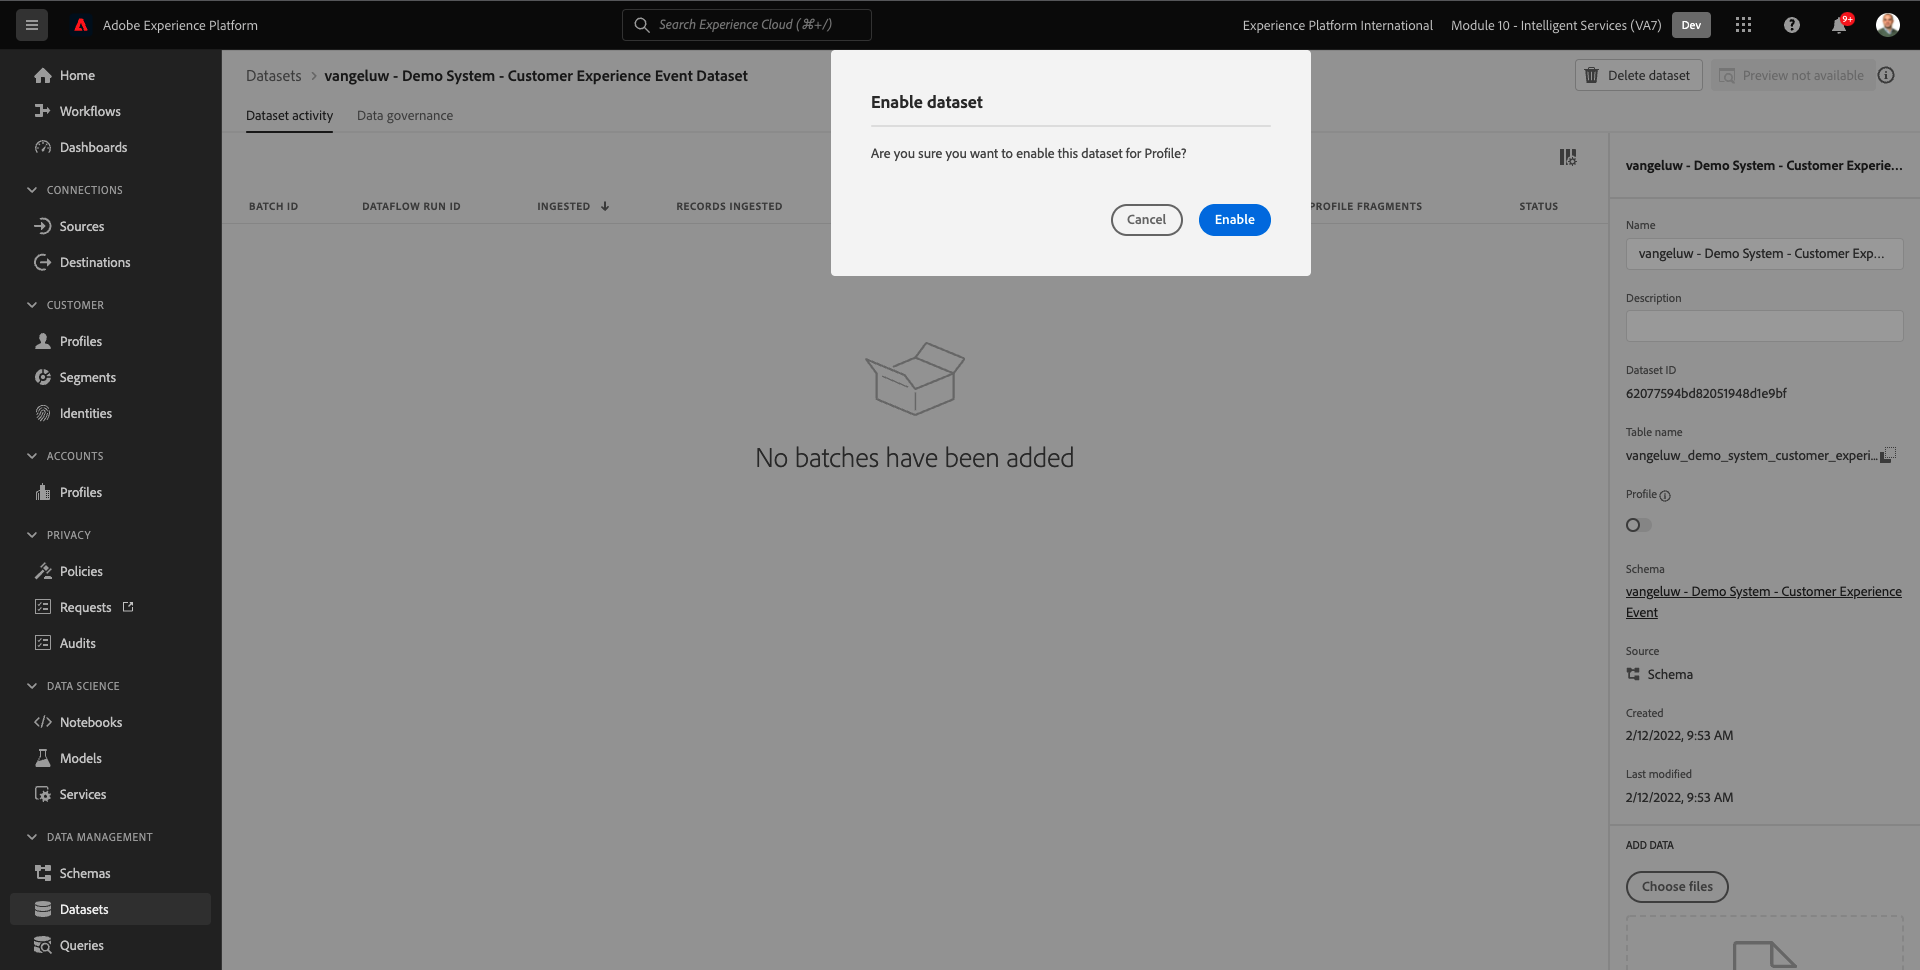 Adobe Experience Platform
Search Experience Cloud (⌘+/)
Experience Platform International
Module 10 - Intelligent Services (VA7)
Dev
9+
Home
Workflows
Dashboards
CONNECTIONS
Sources
Destinations
CUSTOMER
Profiles
Segments
Identities
ACCOUNTS
Profiles
PRIVACY
Policies
Requests
Audits
DATA SCIENCE
Notebooks
Models
Services
DATA MANAGEMENT
Schemas
Datasets
Queries
Datasets > vangeluw - Demo System - Customer Experience Event Dataset
Delete dataset
Preview not available
Dataset activity
Data governance
BATCH ID
DATAFLOW RUN ID
INGESTED ↓
RECORDS INGESTED
PROFILE FRAGMENTS
STATUS
Enable dataset
Are you sure you want to enable this dataset for Profile?
Cancel
Enable
No batches have been added
vangeluw - Demo System - Customer Experie...
Name
vangeluw - Demo System - Customer Exp...
Description
Dataset ID
62077594bd82051948d1e9bf
Table name
vangeluw_demo_system_customer_experi...
Profile
Schema
vangeluw - Demo System - Customer Experience
Event
Source
Schema
Created
2/12/2022, 9:53 AM
Last modified
2/12/2022, 9:53 AM
ADD DATA
Choose files